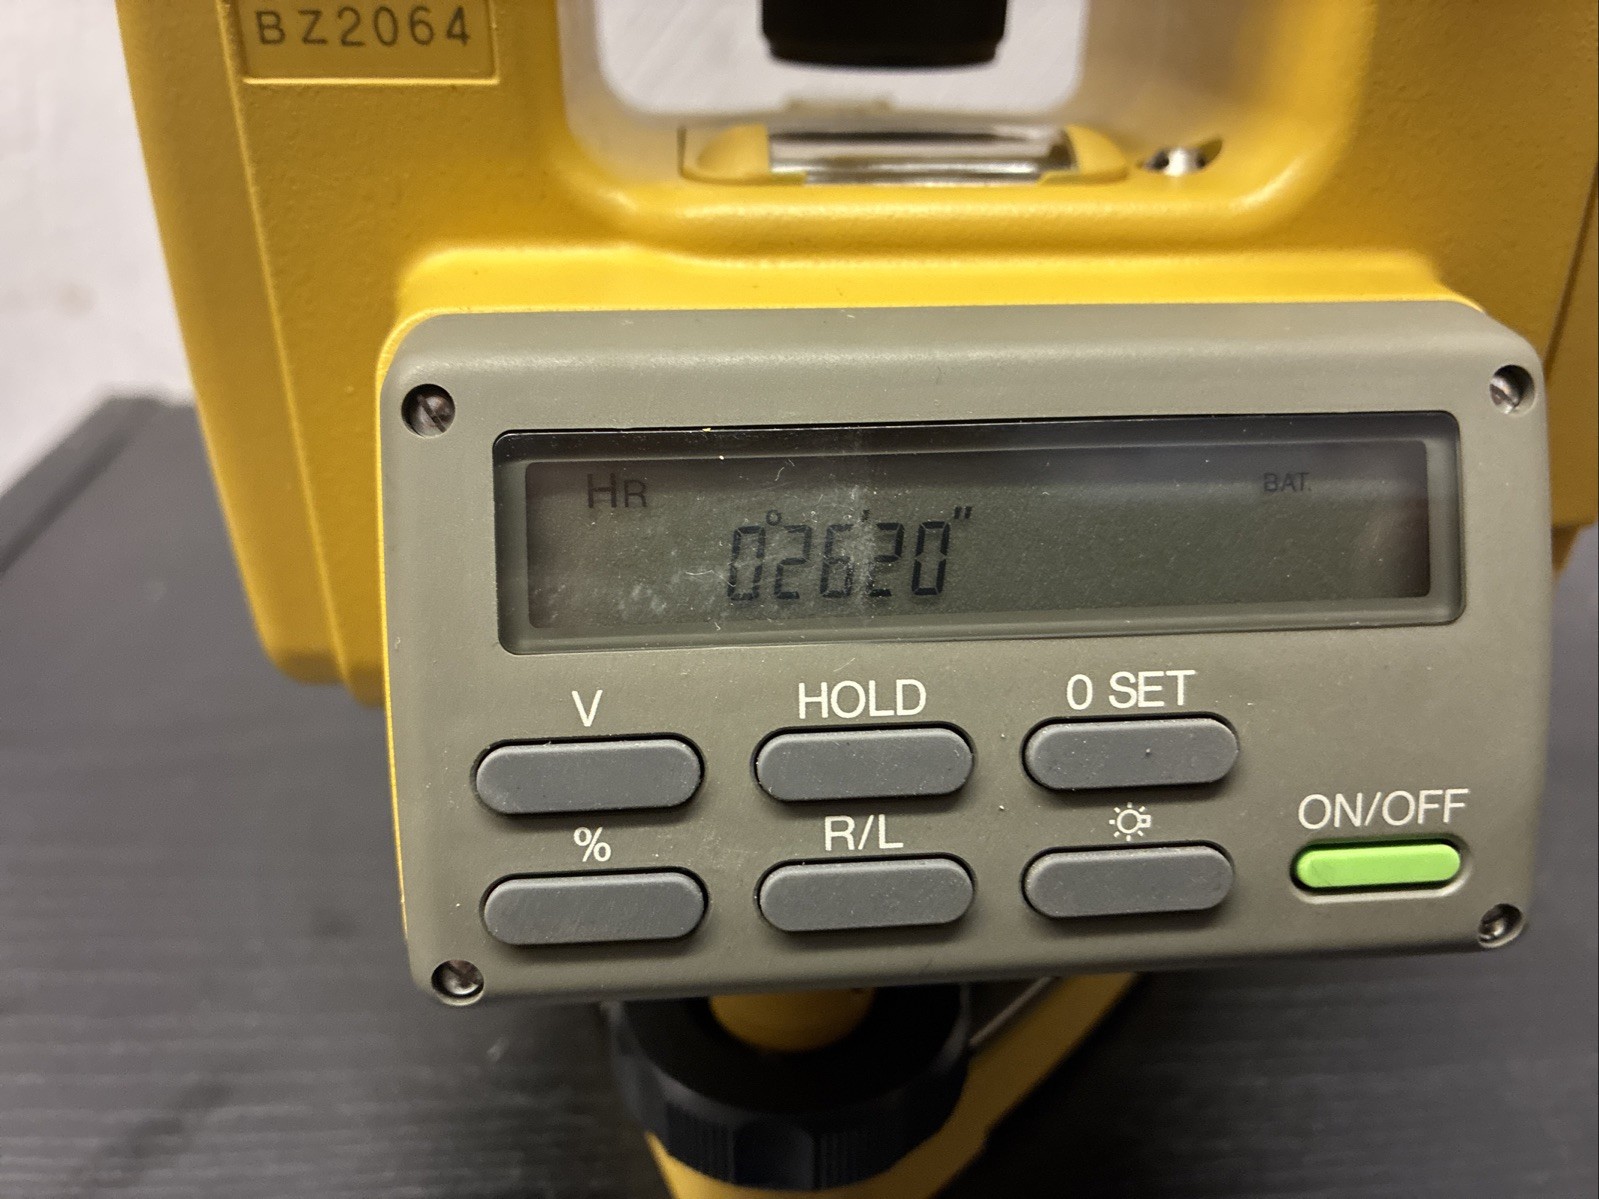 BZ2064
HR
BAT.
0°26'20"
V
HOLD
0 SET
%
R/L
ON/OFF